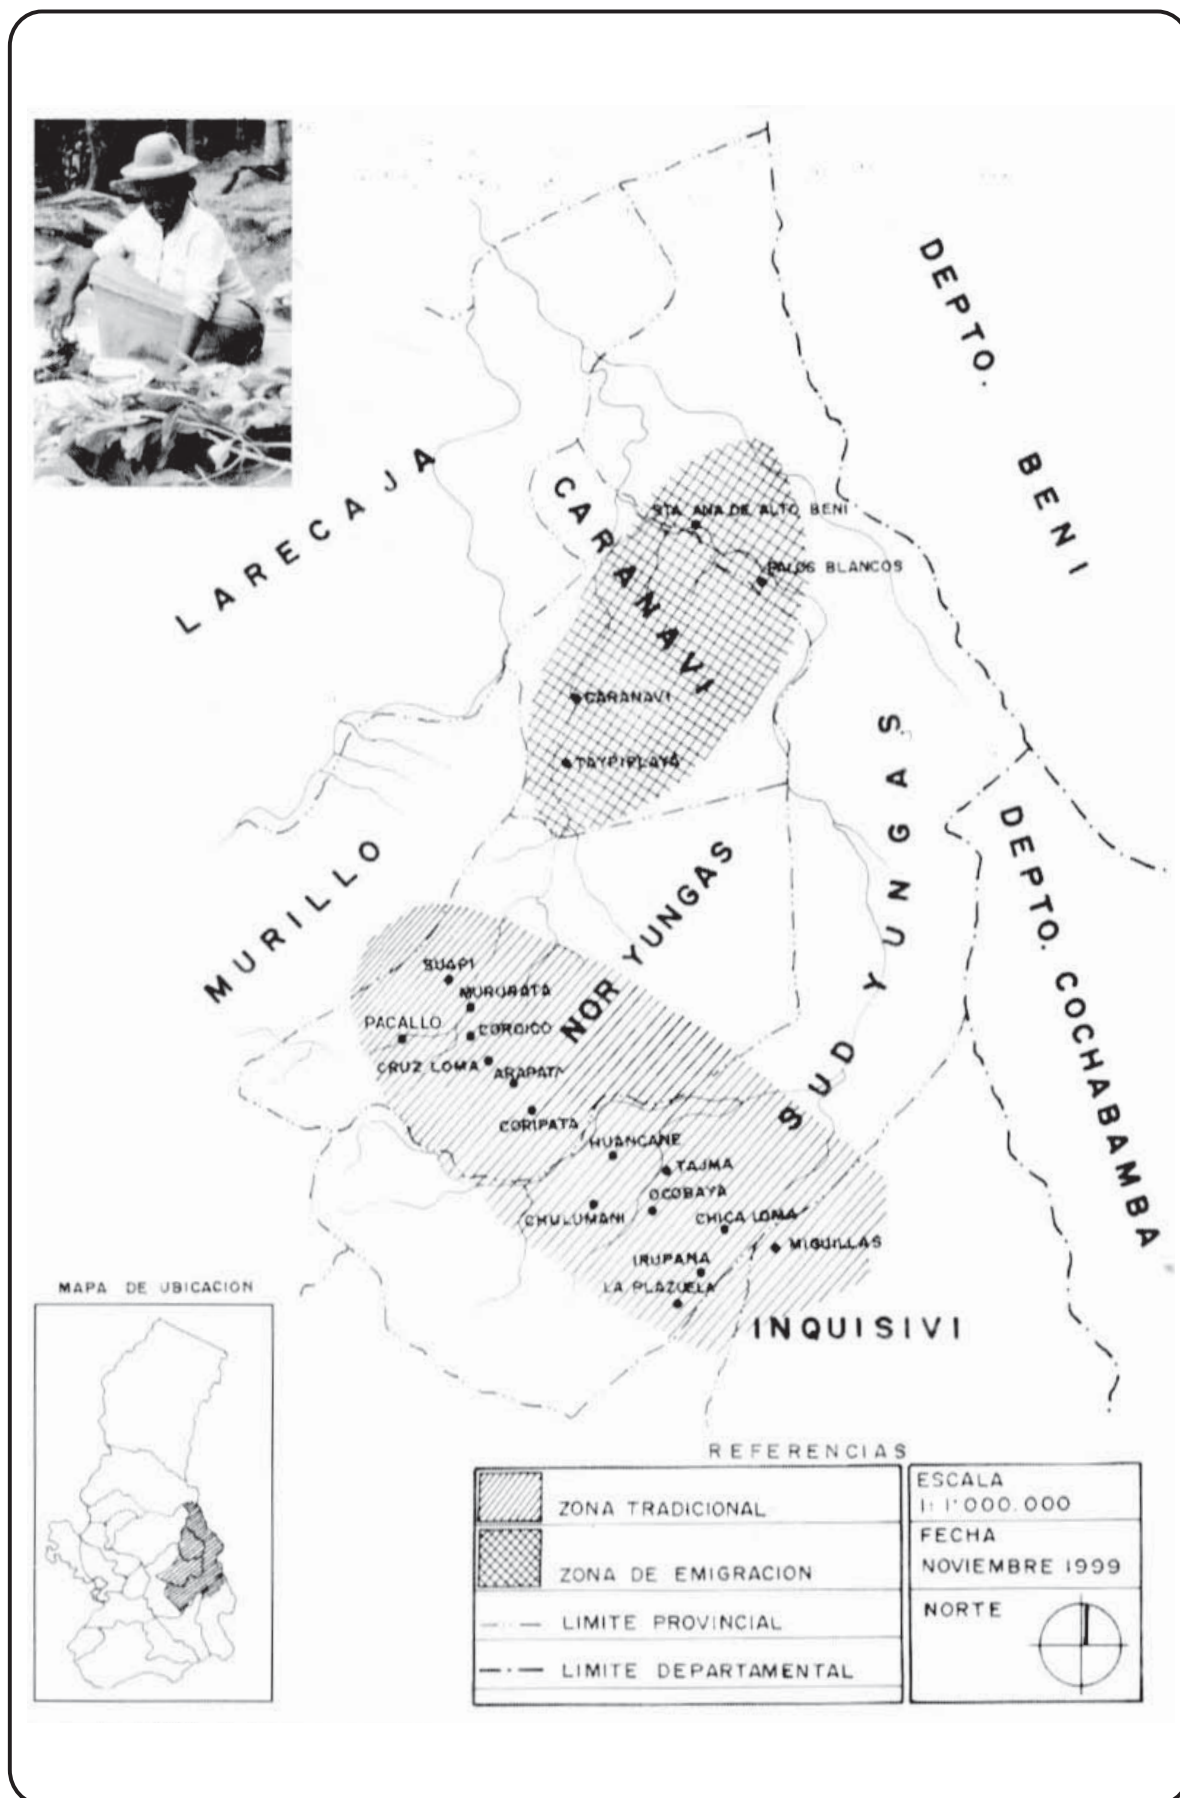 DEPTO. BENI
LARECAJA
CARANAVI
STA. ANA DE ALTO BENI
PALOS BLANCOS
CARANAVI
TAYPIPLAYA
SUD YUNGAS
DEPTO. COCHABAMBA
MURILLO
NOR YUNGAS
SUAPI
MURURATA
PACALLO
COROICO
CRUZ LOMA
ARAPATA
CORIPATA
HUANCANE
TAJMA
OCOBAYA
CHULUMANI
CHICA LOMA
MIGUILLAS
IRUPANA
LA PLAZUELA
INQUISIVI
MAPA DE UBICACION
REFERENCIAS
ZONA TRADICIONAL
ZONA DE EMIGRACION
LIMITE PROVINCIAL
LIMITE DEPARTAMENTAL
ESCALA
1: 1'000.000
FECHA
NOVIEMBRE 1999
NORTE